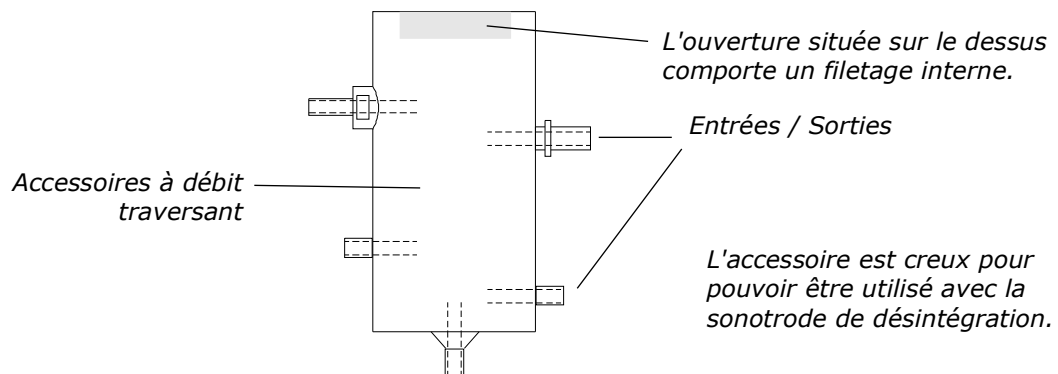 L'ouverture située sur le dessus
comporte un filetage interne.
Entrées / Sorties
Accessoires à débit
traversant
L'accessoire est creux pour
pouvoir être utilisé avec la
sonotrode de désintégration.